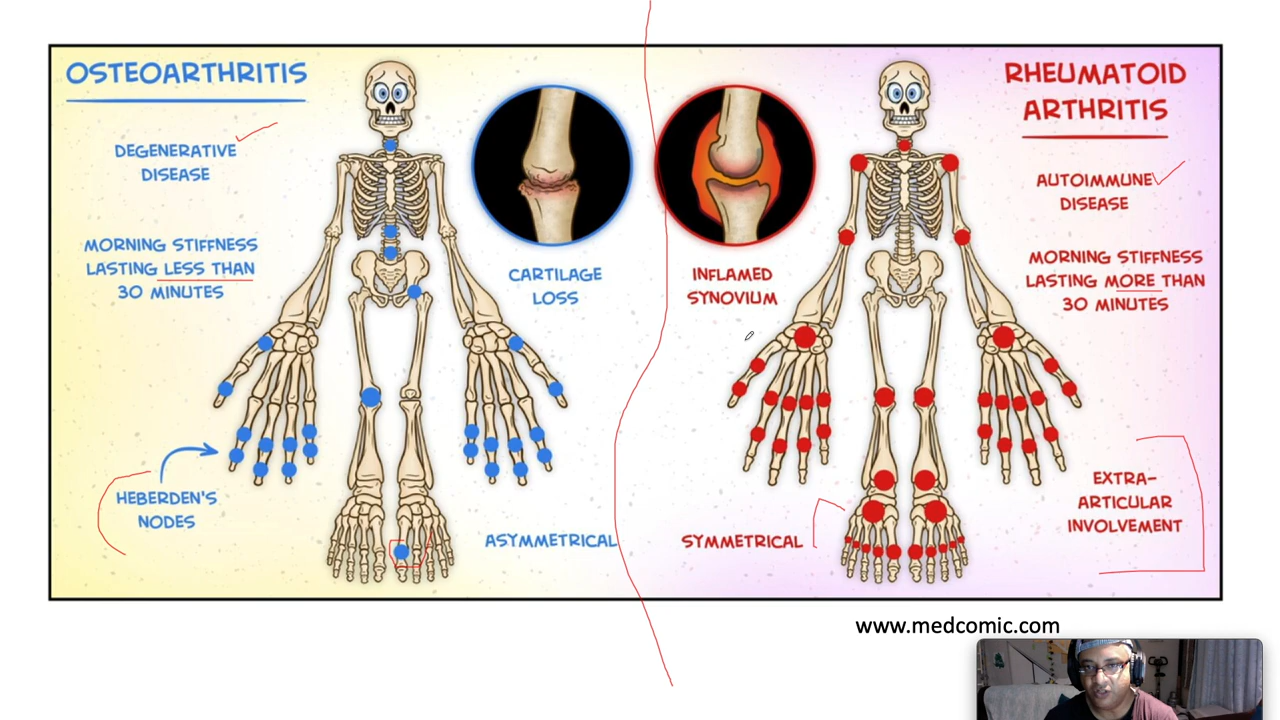 OSTEOARTHRITIS
DEGENERATIVE
DISEASE
MORNING STIFFNESS
LASTING LESS THAN
30 MINUTES
HEBERDEN'S
NODES
CARTILAGE
LOSS
ASYMMETRICAL
RHEUMATOID
ARTHRITIS
AUTOIMMUNE
DISEASE
INFLAMED
SYNOVIUM
MORNING STIFFNESS
LASTING MORE THAN
30 MINUTES
SYMMETRICAL
EXTRA-
ARTICULAR
INVOLVEMENT
www.medcomic.com